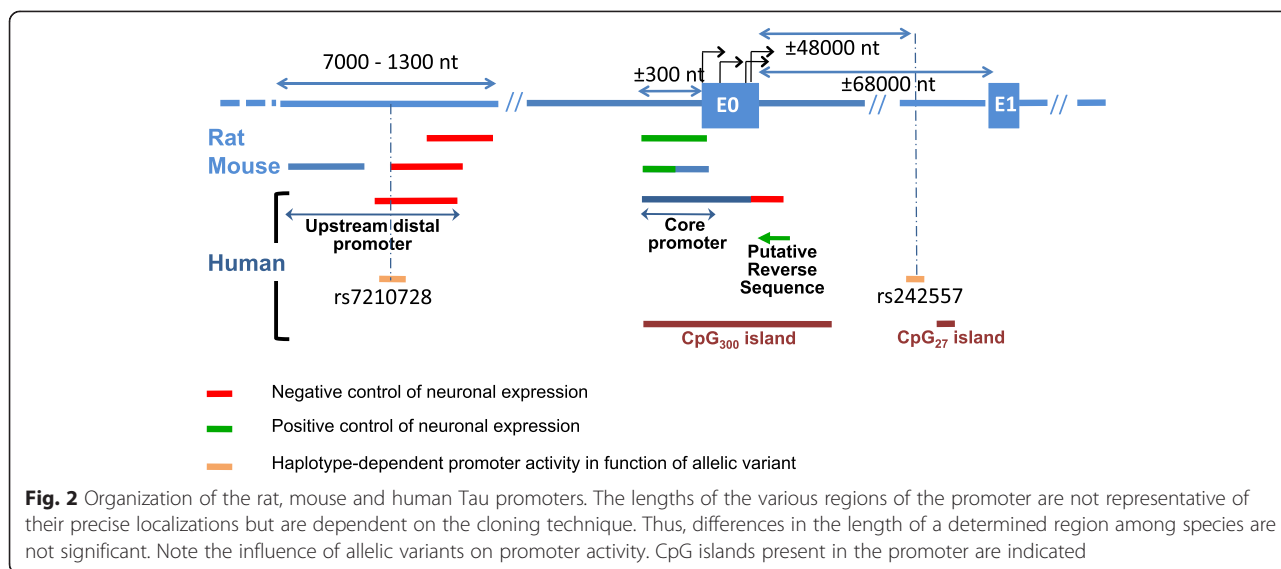 ±48000 nt
7000 - 1300 nt
±300 nt
±68000 nt
//
E0
//
E1
//
Rat
Mouse
Upstream distal
promoter
Core
promoter
Human
Putative
Reverse
Sequence
rs7210728
rs242557
CpG300 island
CpG27 island
Negative control of neuronal expression
Positive control of neuronal expression
Haplotype-dependent promoter activity in function of allelic variant
Fig. 2 Organization of the rat, mouse and human Tau promoters. The lengths of the various regions of the promoter are not representative of
their precise localizations but are dependent on the cloning technique. Thus, differences in the length of a determined region among species are
not significant. Note the influence of allelic variants on promoter activity. CpG islands present in the promoter are indicated